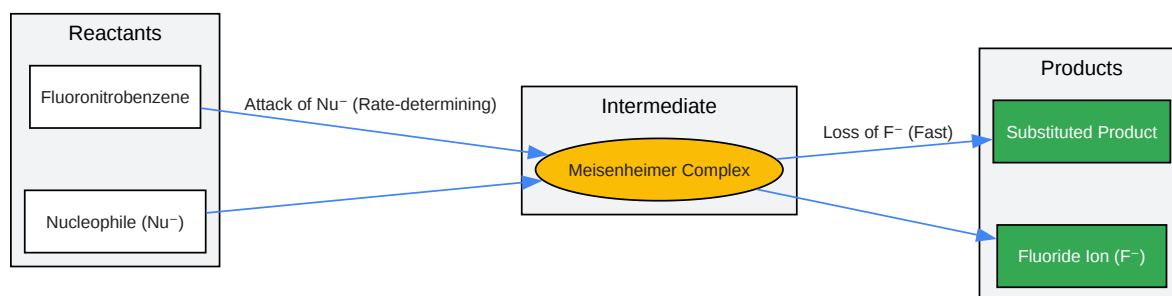 Reactants
Fluoronitrobenzene
Nucleophile (Nu⁻)
Attack of Nu⁻ (Rate-determining)
Intermediate
Meisenheimer Complex
Loss of F⁻ (Fast)
Products
Substituted Product
Fluoride Ion (F⁻)